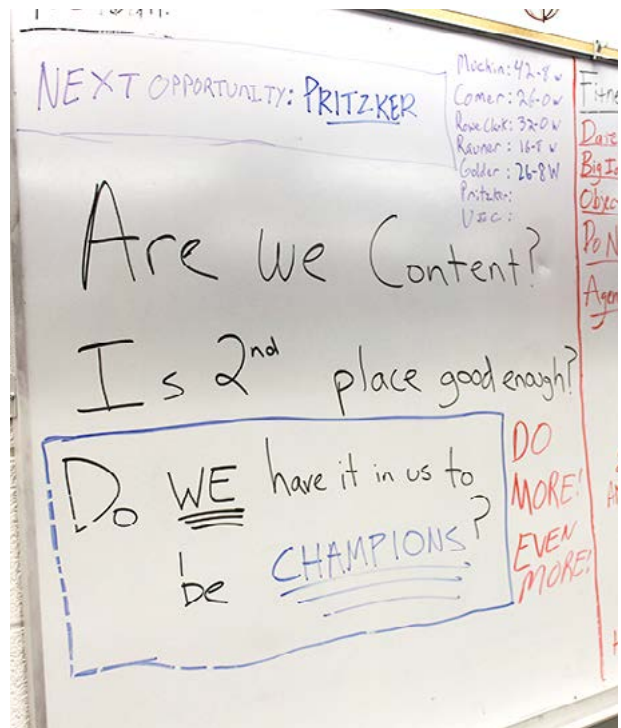 NEXT OPPORTUNITY: PRITZKER
Muchin: 42-8 W
Comer: 26-0 W
Rowe Clark: 32-0 W
Rauner: 16-8 W
Golder: 26-8 W
Pritzker:
UIC:
Are we Content?
Is 2nd place good enough?
Do WE have it in us to
be CHAMPIONS?
DO
MORE!
EVEN
MORE!